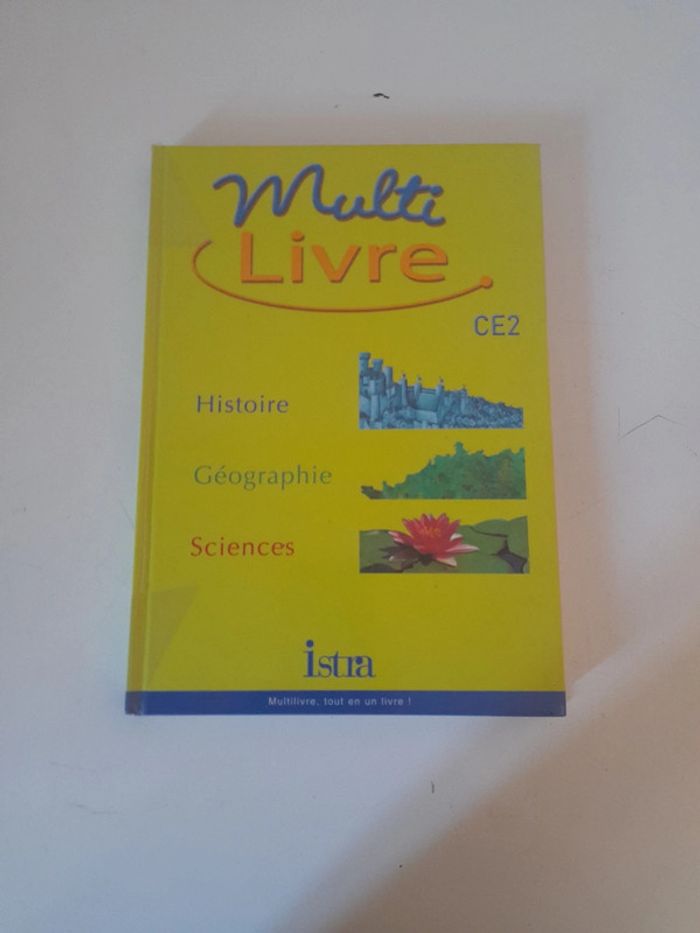 Multi
Livre
CE2
Histoire
Géographie
Sciences
istra
Multilivre, tout en un livre !